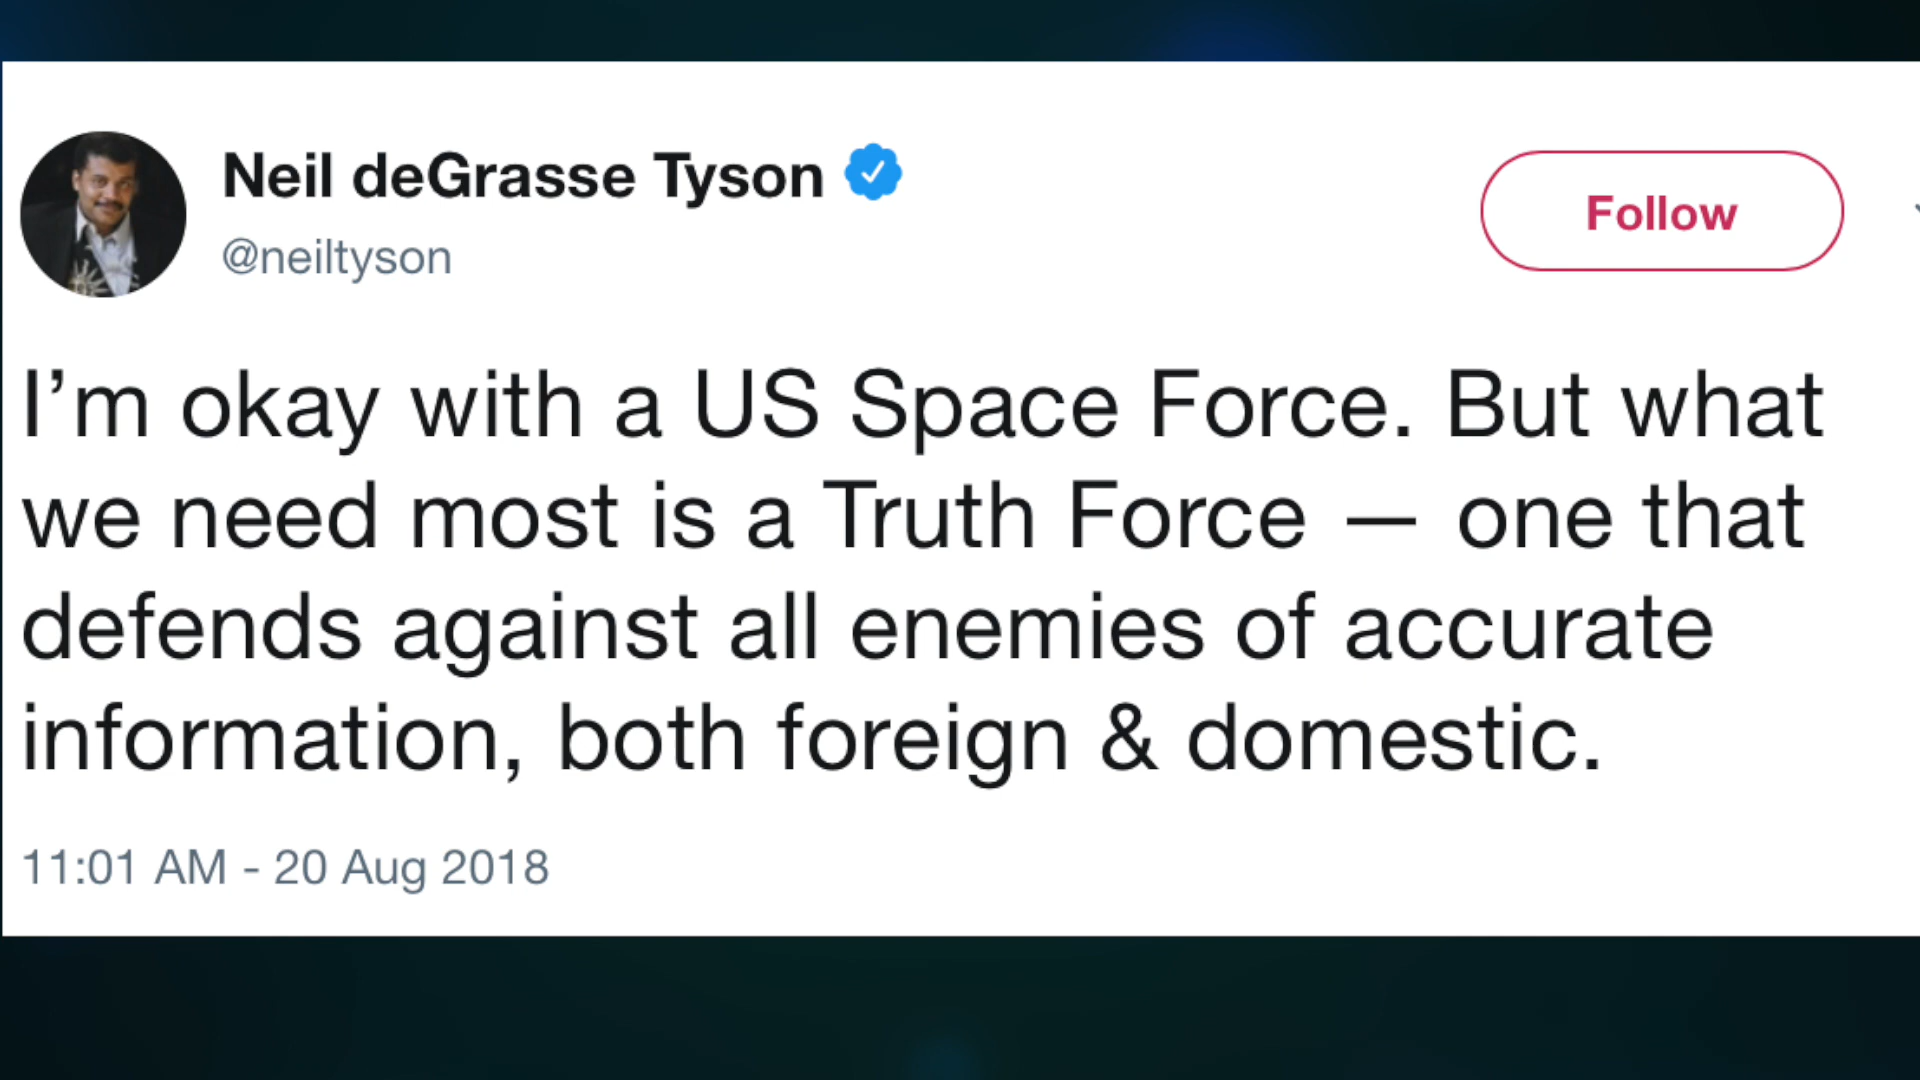 Neil deGrasse Tyson
@neiltyson
Follow
I’m okay with a US Space Force. But what
we need most is a Truth Force — one that
defends against all enemies of accurate
information, both foreign & domestic.
11:01 AM - 20 Aug 2018